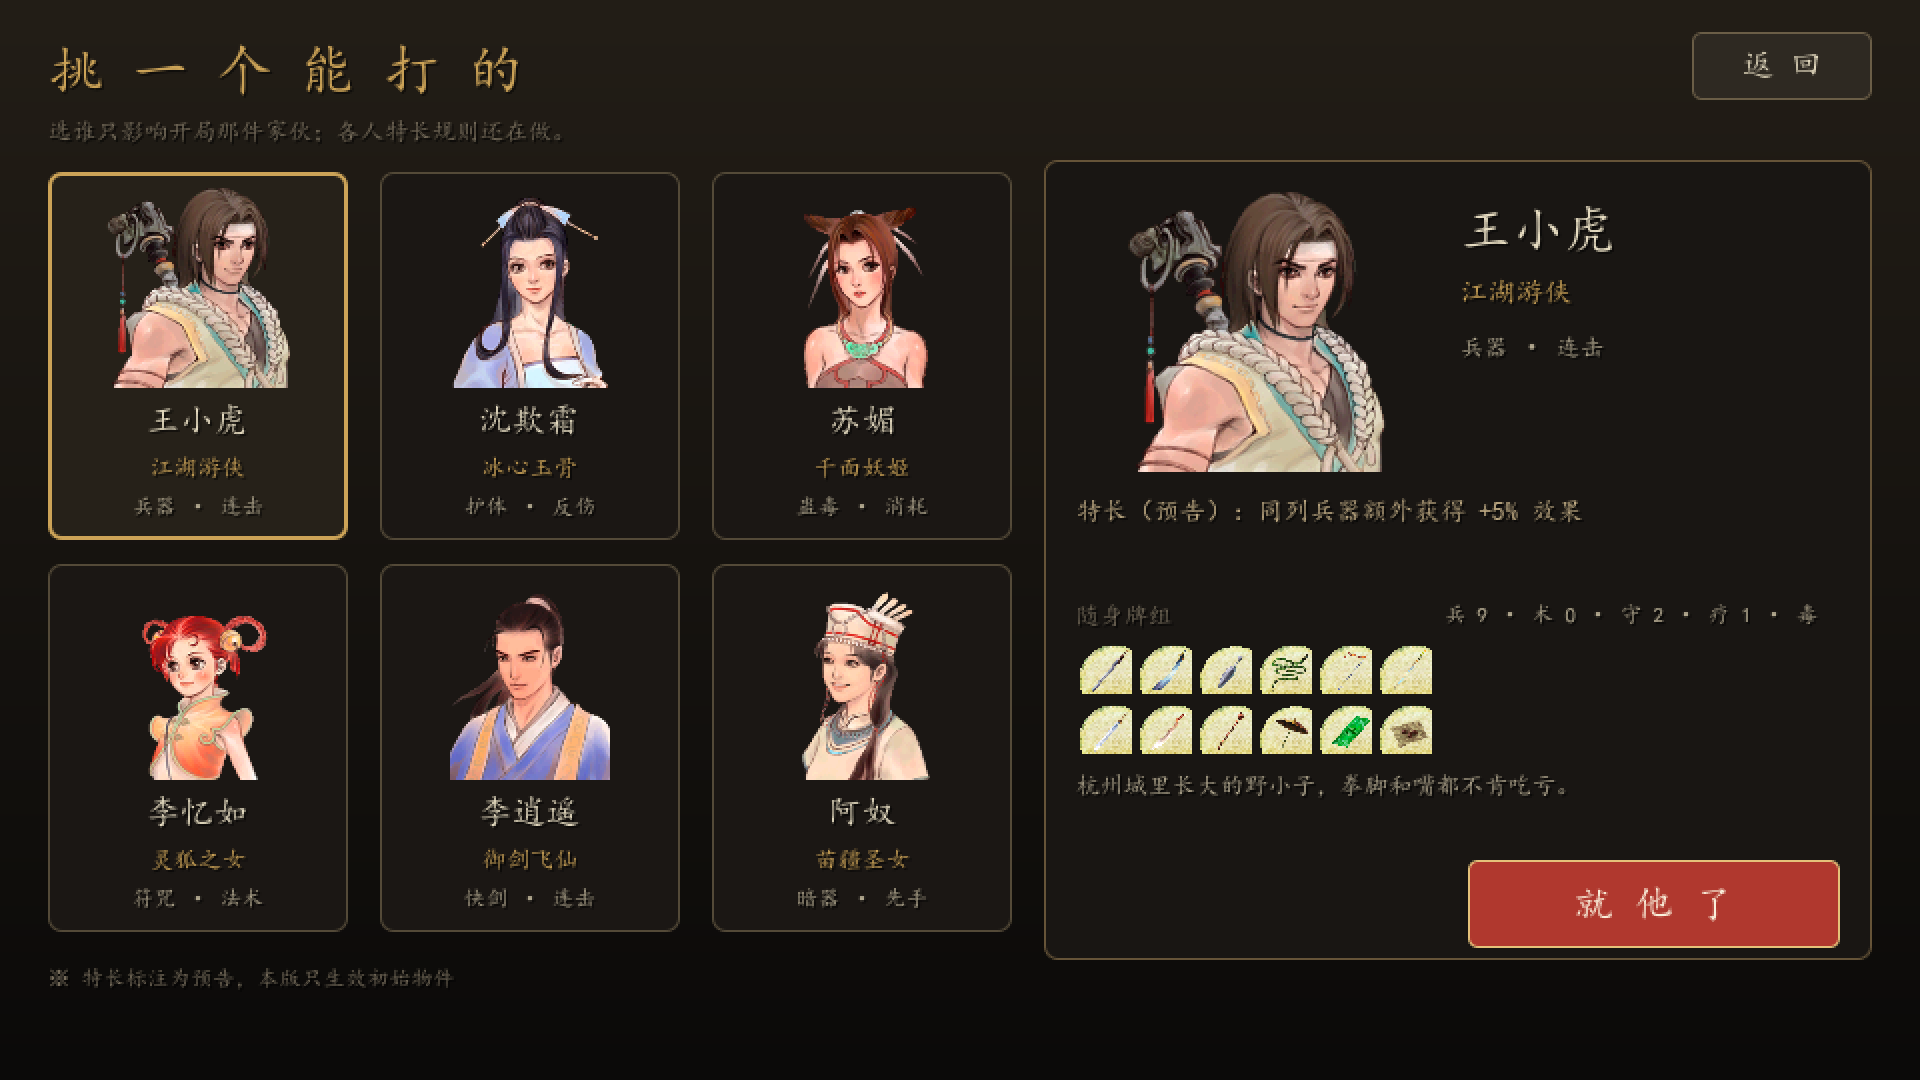 挑一个能打的
返回
选谁只影响开局那件家伙；各人特长规则还在做。
王小虎
江湖游侠
兵器 · 连击
沈欺霜
冰心玉骨
护体 · 反伤
苏媚
千面妖姬
蛊毒 · 消耗
李忆如
灵狐之女
符咒 · 法术
李逍遥
御剑飞仙
快剑 · 连击
阿奴
苗疆圣女
暗器 · 先手
※ 特长标注为预告，本版只生效初始物件
王小虎
江湖游侠
兵器 · 连击
特长（预告）：同列兵器额外获得 +5% 效果
随身牌组
兵 9 · 术 0 · 守 2 · 疗 1 · 毒
杭州城里长大的野小子，拳脚和嘴都不肯吃亏。
就他了